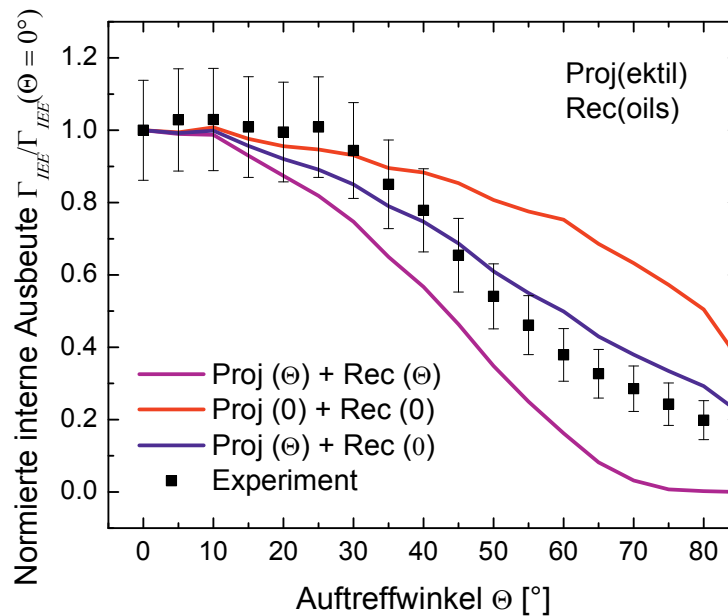 Normierte interne Ausbeute Γ_IEE/Γ_IEE(Θ = 0°)
1.2
1.0
0.8
0.6
0.4
0.2
0.0
Proj(ektil)
Rec(oils)
Proj (Θ) + Rec (Θ)
Proj (0) + Rec (0)
Proj (Θ) + Rec (0)
Experiment
0 10 20 30 40 50 60 70 80
Auftreffwinkel Θ [°]